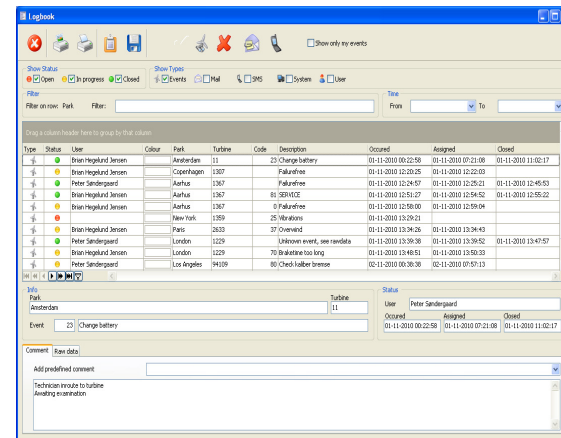 Logbook
Show only my events
Show Status
Show Types
Open In progress Closed Events Mail SMS System User
Filter
Time
Filter on row: Park Filter: From To
Drag a column header here to group by that column
Type Status User Colour Park Turbine Code Description Occured Assigned Closed
Brian Hegelund Jensen Amsterdam 11 23 Change battery 01-11-2010 00:22:58 01-11-2010 07:21:08 01-11-2010 11:02:17
Brian Hegelund Jensen Copenhagen 1307 Failurefree 01-11-2010 12:20:25 01-11-2010 12:22:03
Peter Søndergaard Aarhus 1367 Failurefree 01-11-2010 12:24:57 01-11-2010 12:25:21 01-11-2010 12:45:53
Brian Hegelund Jensen Aarhus 1367 81 SERVICE 01-11-2010 12:51:27 01-11-2010 12:54:52 01-11-2010 12:55:22
Brian Hegelund Jensen Aarhus 1367 0 Failurefree 01-11-2010 12:58:00 01-11-2010 12:59:04
New York 1359 25 Vibrations 01-11-2010 13:29:21
Brian Hegelund Jensen Paris 2633 37 Overwind 01-11-2010 13:34:26 01-11-2010 13:34:43
Peter Søndergaard London 1229 Unknown event, see rawdata 01-11-2010 13:39:38 01-11-2010 13:39:52 01-11-2010 13:47:57
Brian Hegelund Jensen London 1229 70 Braketime too long 01-11-2010 13:48:51 01-11-2010 13:50:33
Peter Søndergaard Los Angeles 94109 80 Check kaliber bremse 02-11-2010 00:38:38 02-11-2010 07:57:13
Info
Status
Park Turbine
Amsterdam 11
User Peter Søndergaard
Occured Assigned Closed
Event 23 Change battery
01-11-2010 00:22:58 01-11-2010 07:21:08 01-11-2010 11:02:17
Comment Raw data
Add predefined comment
Technician inroute to turbine
Awaiting examination